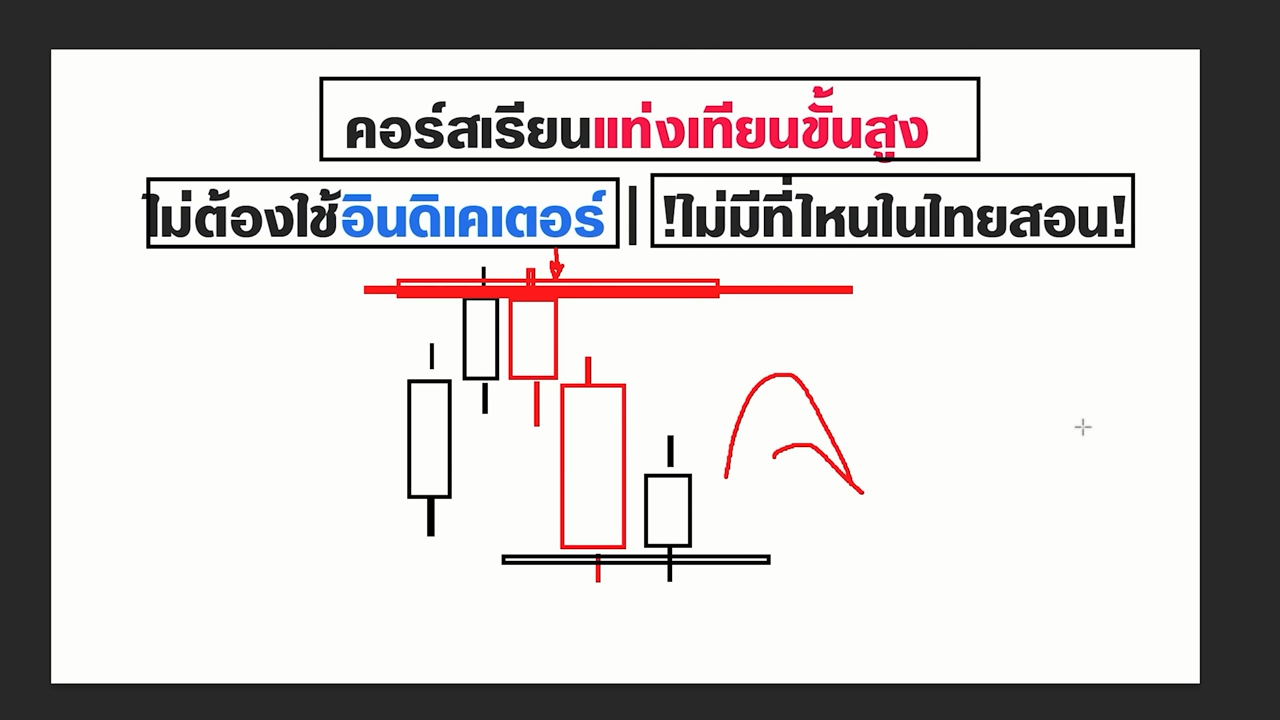 คอร์สเรียนแท่งเทียนขั้นสูง
ไม่ต้องใช้อินดิเคเตอร์ | !ไม่มีที่ไหนในไทยสอน!